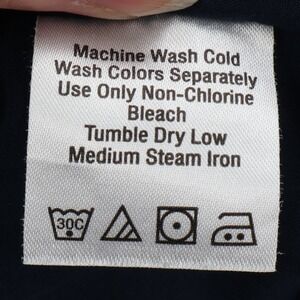 Machine Wash Cold
Wash Colors Separately
Use Only Non-Chlorine
Bleach
Tumble Dry Low
Medium Steam Iron
30C